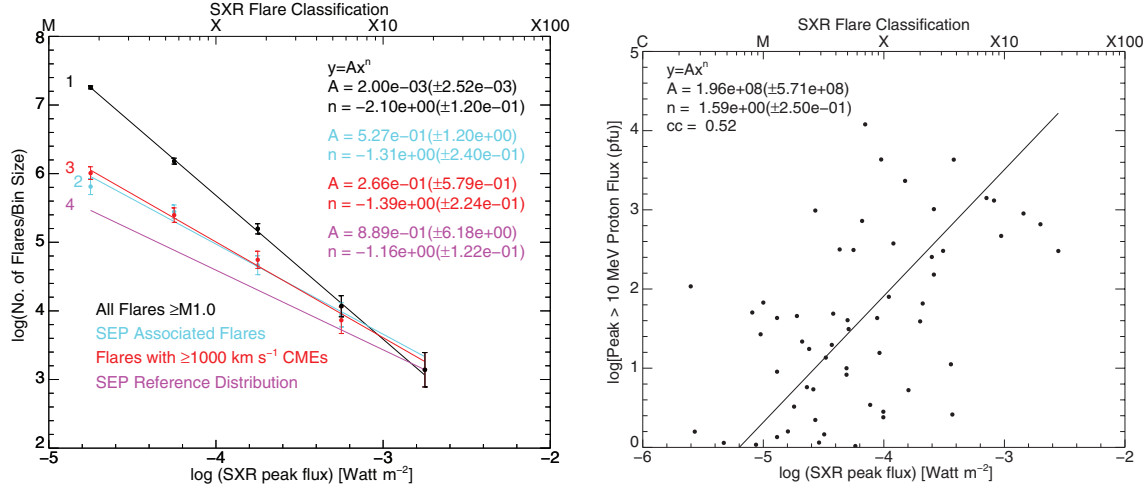 SXR Flare Classification
M X X10 X100
8
7
6
5
4
3
2
log(No. of Flares/Bin Size)
1
3
2
4
y=Axⁿ
A = 2.00e−03(±2.52e−03)
n = −2.10e+00(±1.20e−01)
A = 5.27e−01(±1.20e+00)
n = −1.31e+00(±2.40e−01)
A = 2.66e−01(±5.79e−01)
n = −1.39e+00(±2.24e−01)
A = 8.89e−01(±6.18e+00)
n = −1.16e+00(±1.22e−01)
All Flares ≥M1.0
SEP Associated Flares
Flares with ≥1000 km s⁻¹ CMEs
SEP Reference Distribution
−5 −4 −3 −2
log (SXR peak flux) [Watt m⁻²]
SXR Flare Classification
C M X X10 X100
5
4
3
2
1
0
log[Peak > 10 MeV Proton Flux (pfu)]
y=Axⁿ
A = 1.96e+08(±5.71e+08)
n = 1.59e+00(±2.50e−01)
cc = 0.52
−6 −5 −4 −3 −2
log (SXR peak flux) [Watt m⁻²]